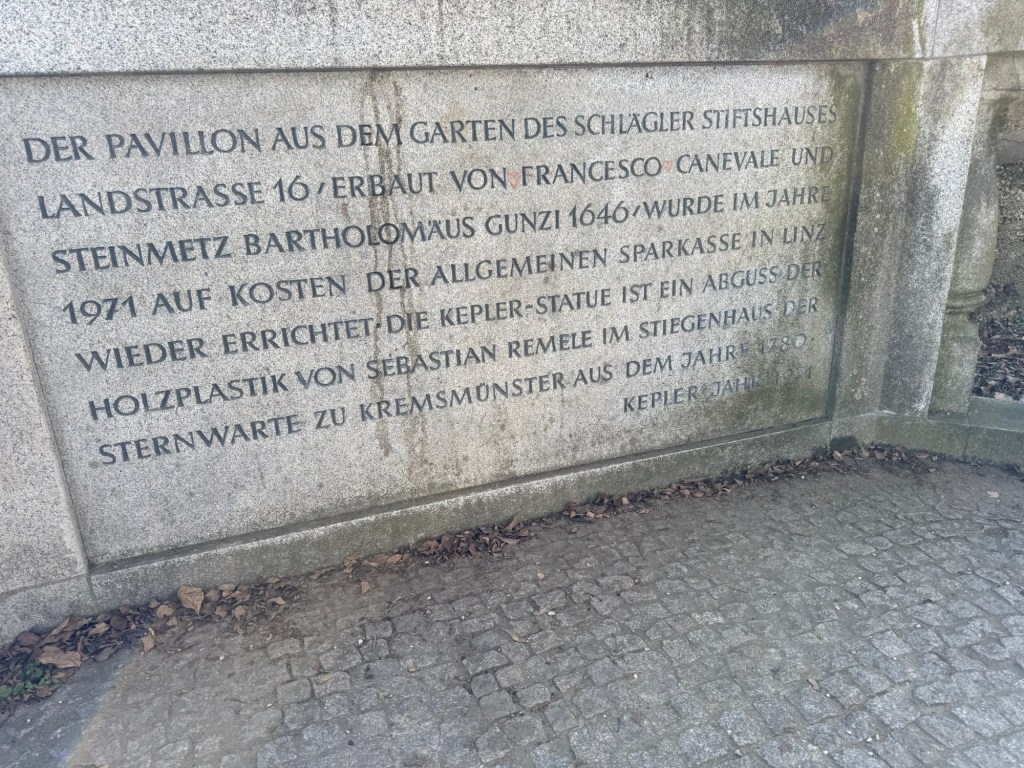 DER PAVILLON AUS DEM GARTEN DES SCHLÄGLER STIFTSHAUSES
LANDSTRASSE 16, ERBAUT VON FRANCESCO CANEVALE UND
STEINMETZ BARTHOLOMÄUS GUNZI 1646, WURDE IM JAHRE
1971 AUF KOSTEN DER ALLGEMEINEN SPARKASSE IN LINZ
WIEDER ERRICHTET·DIE KEPLER-STATUE IST EIN ABGUSS DER
HOLZPLASTIK VON SEBASTIAN REMELE IM STIEGENHAUS DER
STERNWARTE ZU KREMSMÜNSTER AUS DEM JAHRE 1780·
KEPLER-JAHR 1971